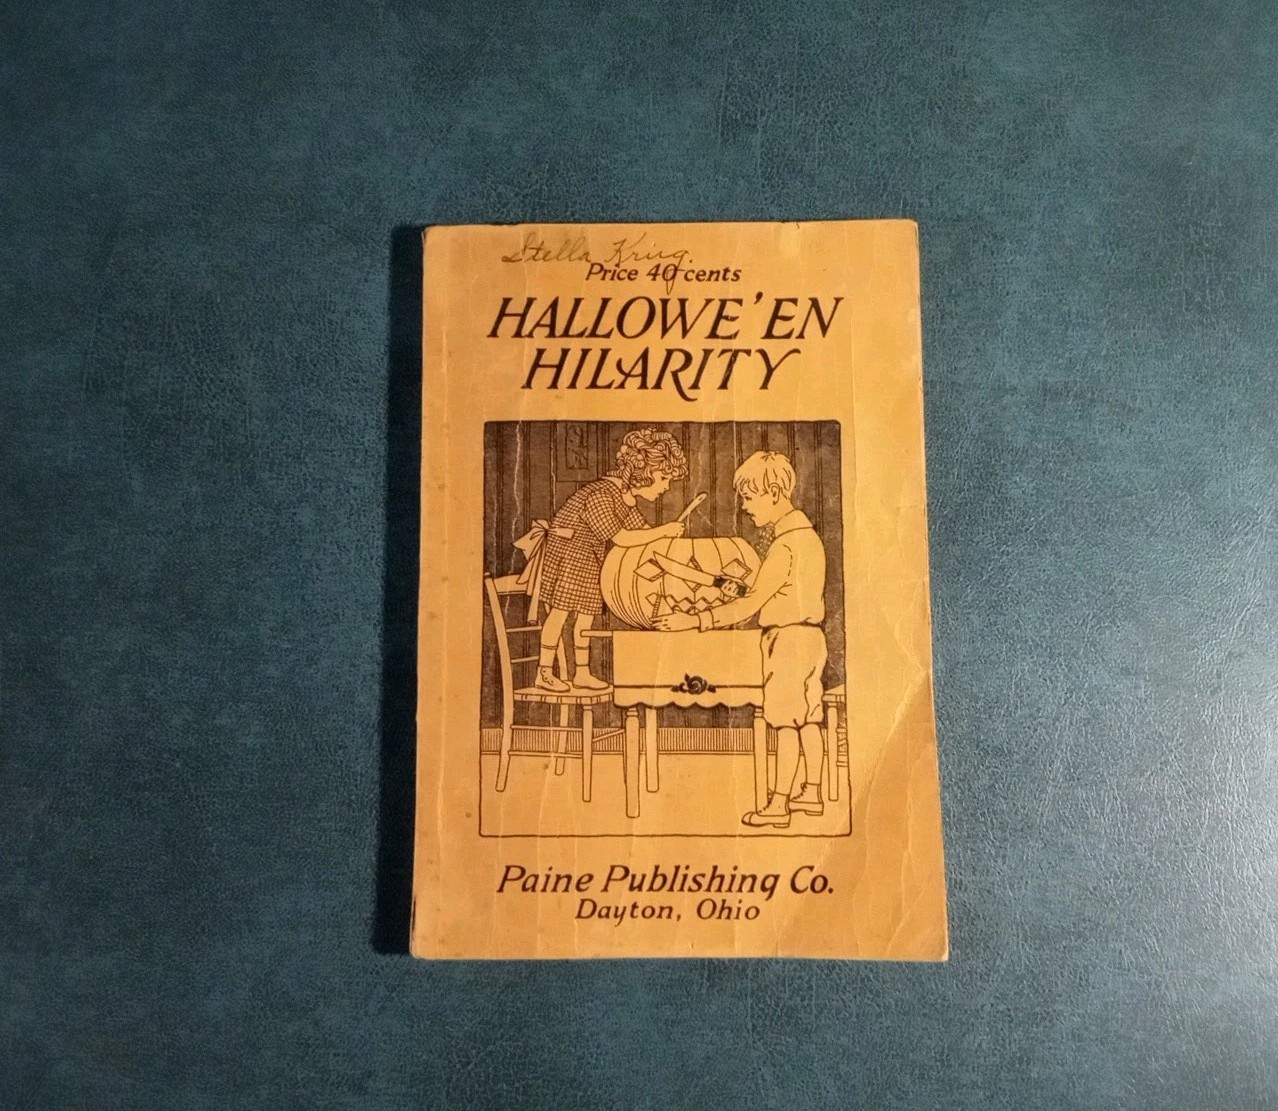 Stella Krug.
Price 40 cents
HALLOWE'EN
HILARITY
Paine Publishing Co.
Dayton, Ohio